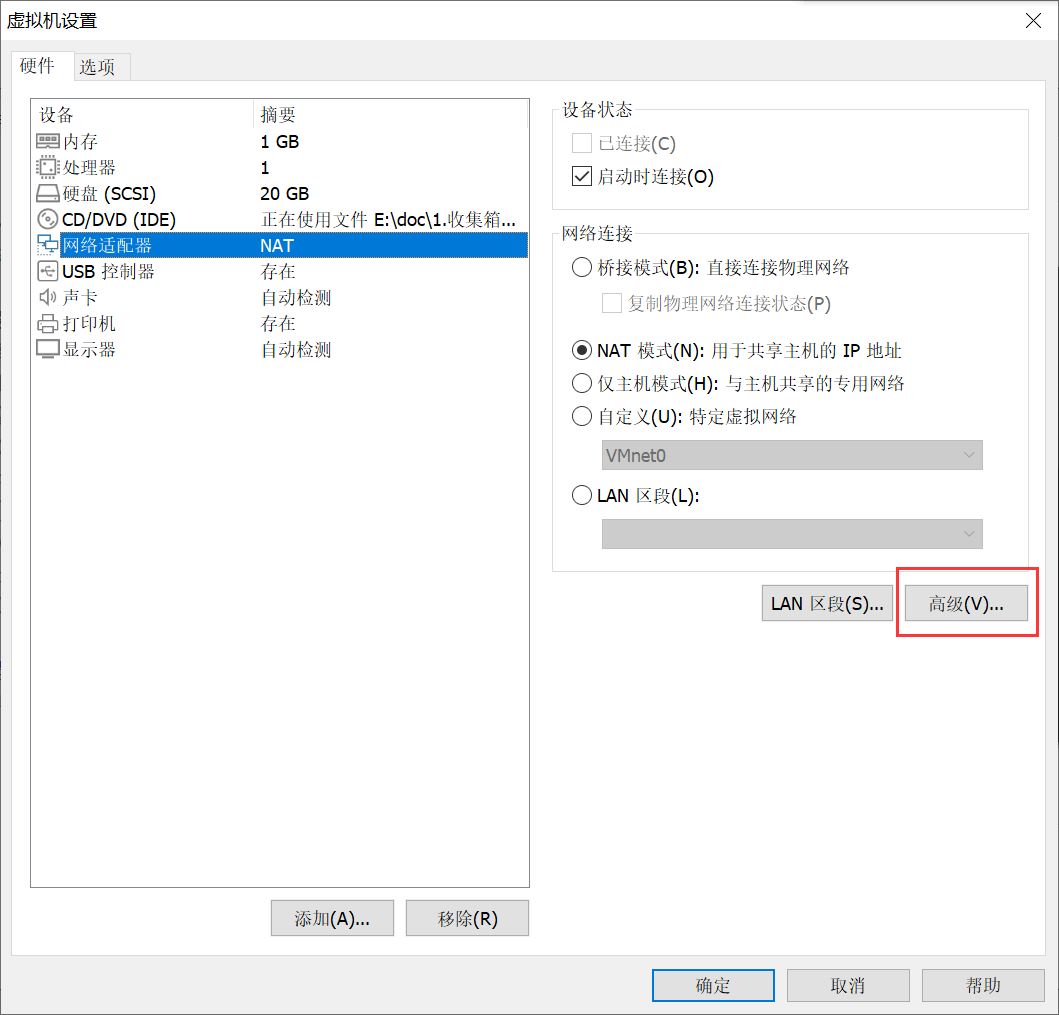 虚拟机设置
硬件 选项
设备 摘要
内存 1 GB
处理器 1
硬盘 (SCSI) 20 GB
CD/DVD (IDE) 正在使用文件 E:\doc\1.收集箱...
网络适配器 NAT
USB 控制器 存在
声卡 自动检测
打印机 存在
显示器 自动检测
添加(A)... 移除(R)
设备状态
已连接(C)
启动时连接(O)
网络连接
桥接模式(B): 直接连接物理网络
复制物理网络连接状态(P)
NAT 模式(N): 用于共享主机的 IP 地址
仅主机模式(H): 与主机共享的专用网络
自定义(U): 特定虚拟网络
VMnet0
LAN 区段(L):
LAN 区段(S)... 高级(V)...
确定 取消 帮助